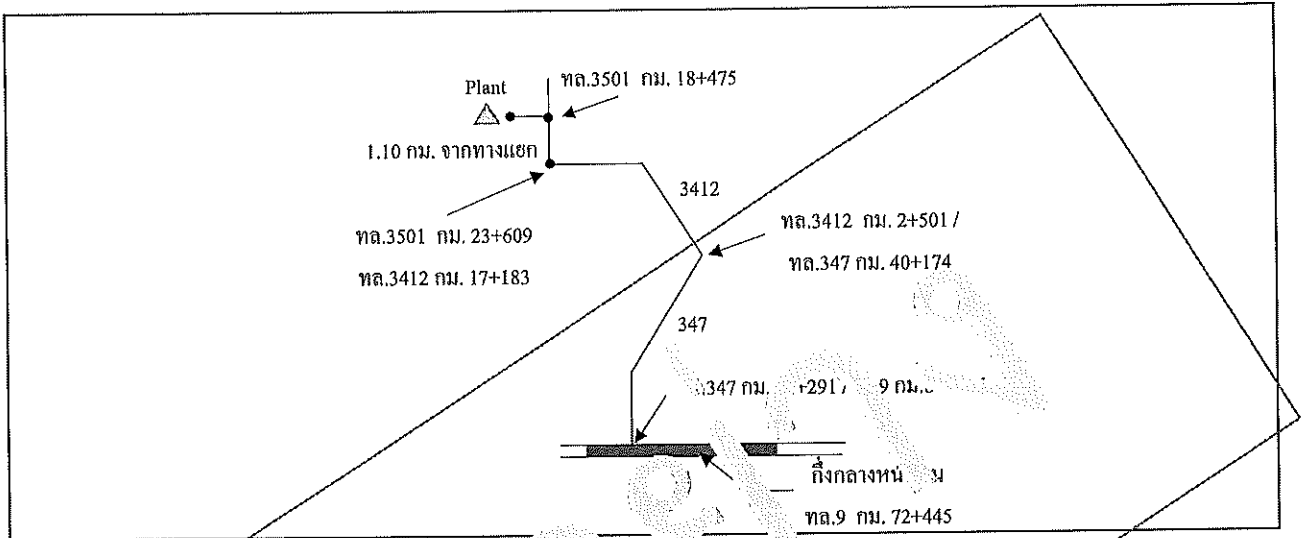 Plant
ทล.3501 กม. 18+475
1.10 กม. จากทางแยก
3412
ทล.3501 กม. 23+609
ทล.3412 กม. 17+183
ทล.3412 กม. 2+501 /
ทล.347 กม. 40+174
347
347 กม. +291 / 9 กม.
กึ่งกลาง
ทล.9 กม. 72+445